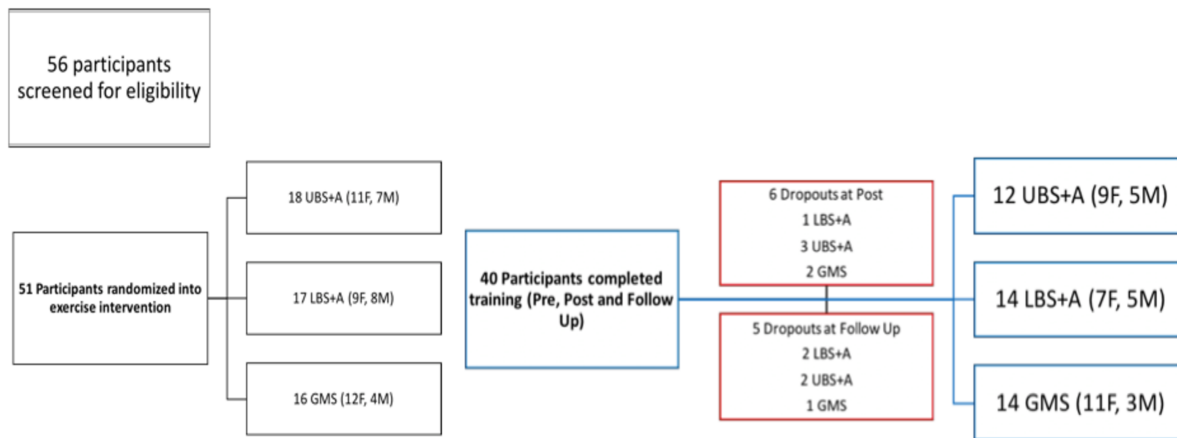 56 participants
screened for eligibility
51 Participants randomized into
exercise intervention
18 UBS+A (11F, 7M)
17 LBS+A (9F, 8M)
16 GMS (12F, 4M)
40 Participants completed
training (Pre, Post and Follow
Up)
6 Dropouts at Post
1 LBS+A
3 UBS+A
2 GMS
5 Dropouts at Follow Up
2 LBS+A
2 UBS+A
1 GMS
12 UBS+A (9F, 5M)
14 LBS+A (7F, 5M)
14 GMS (11F, 3M)